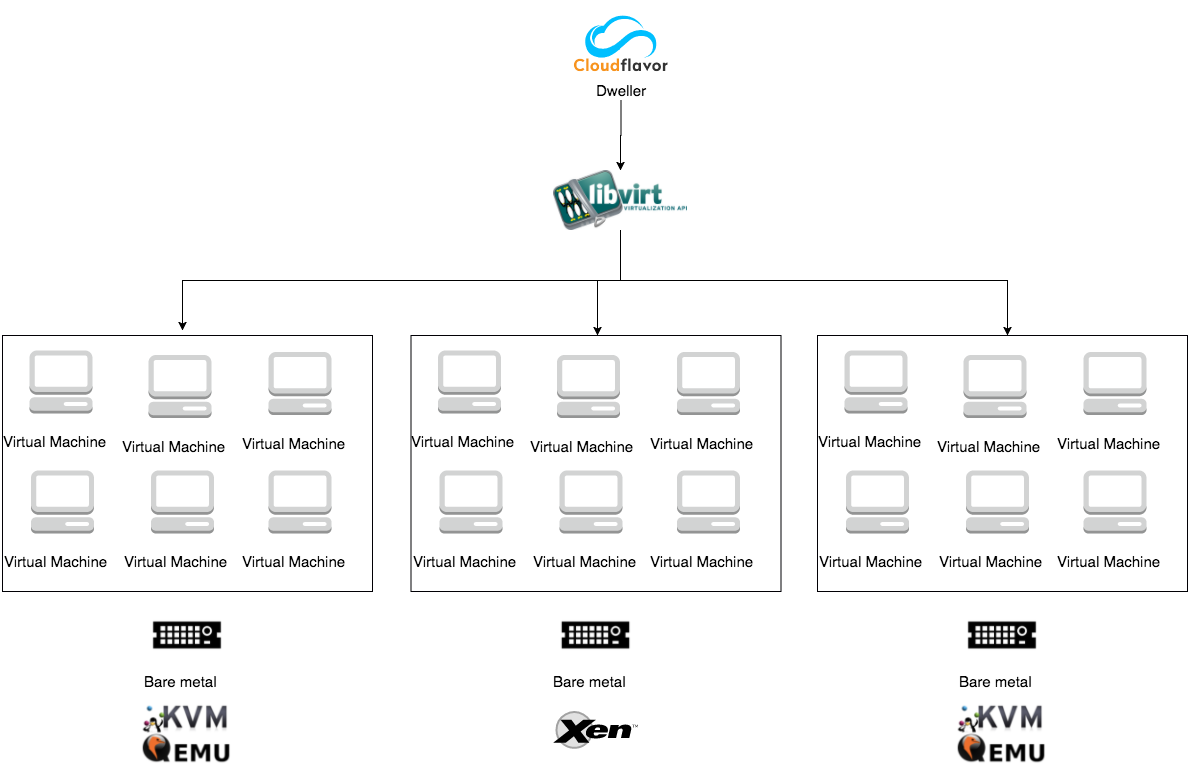 Cloudflavor
Dweller
libvirt
VIRTUALIZATION API
Virtual Machine Virtual Machine Virtual Machine
Virtual Machine Virtual Machine Virtual Machine
Virtual Machine Virtual Machine Virtual Machine
Virtual Machine Virtual Machine Virtual Machine
Virtual Machine Virtual Machine Virtual Machine
Virtual Machine Virtual Machine Virtual Machine
Bare metal
KVM
QEMU
Bare metal
Xen™
Bare metal
KVM
QEMU